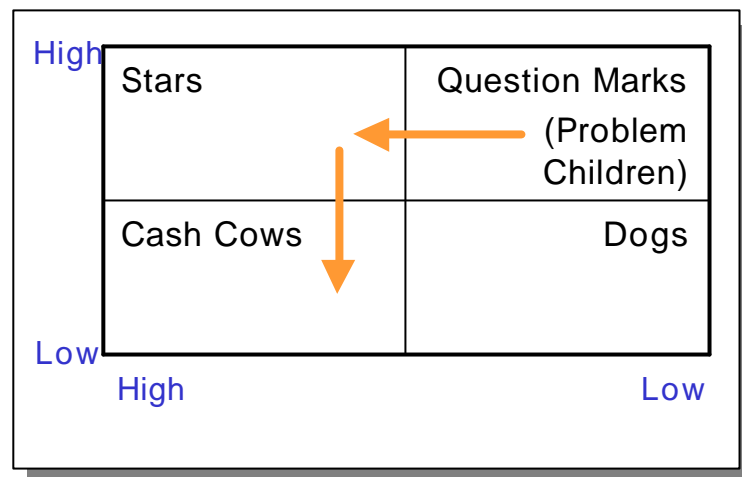 High
Stars
Question Marks
(Problem
Children)
Cash Cows
Dogs
Low
High
Low